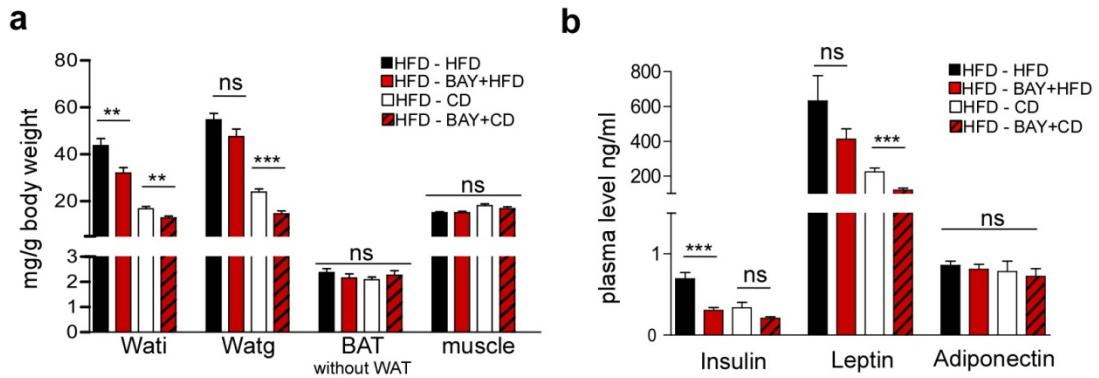 a
mg/g body weight
80
60
40
20
3
2
1
0
HFD - HFD
HFD - BAY+HFD
HFD - CD
HFD - BAY+CD
**
**
ns
***
ns
ns
Wati
Watg
BAT
without WAT
muscle
b
plasma level ng/ml
800
600
400
200
1
0
HFD - HFD
HFD - BAY+HFD
HFD - CD
HFD - BAY+CD
***
ns
ns
***
ns
Insulin
Leptin
Adiponectin